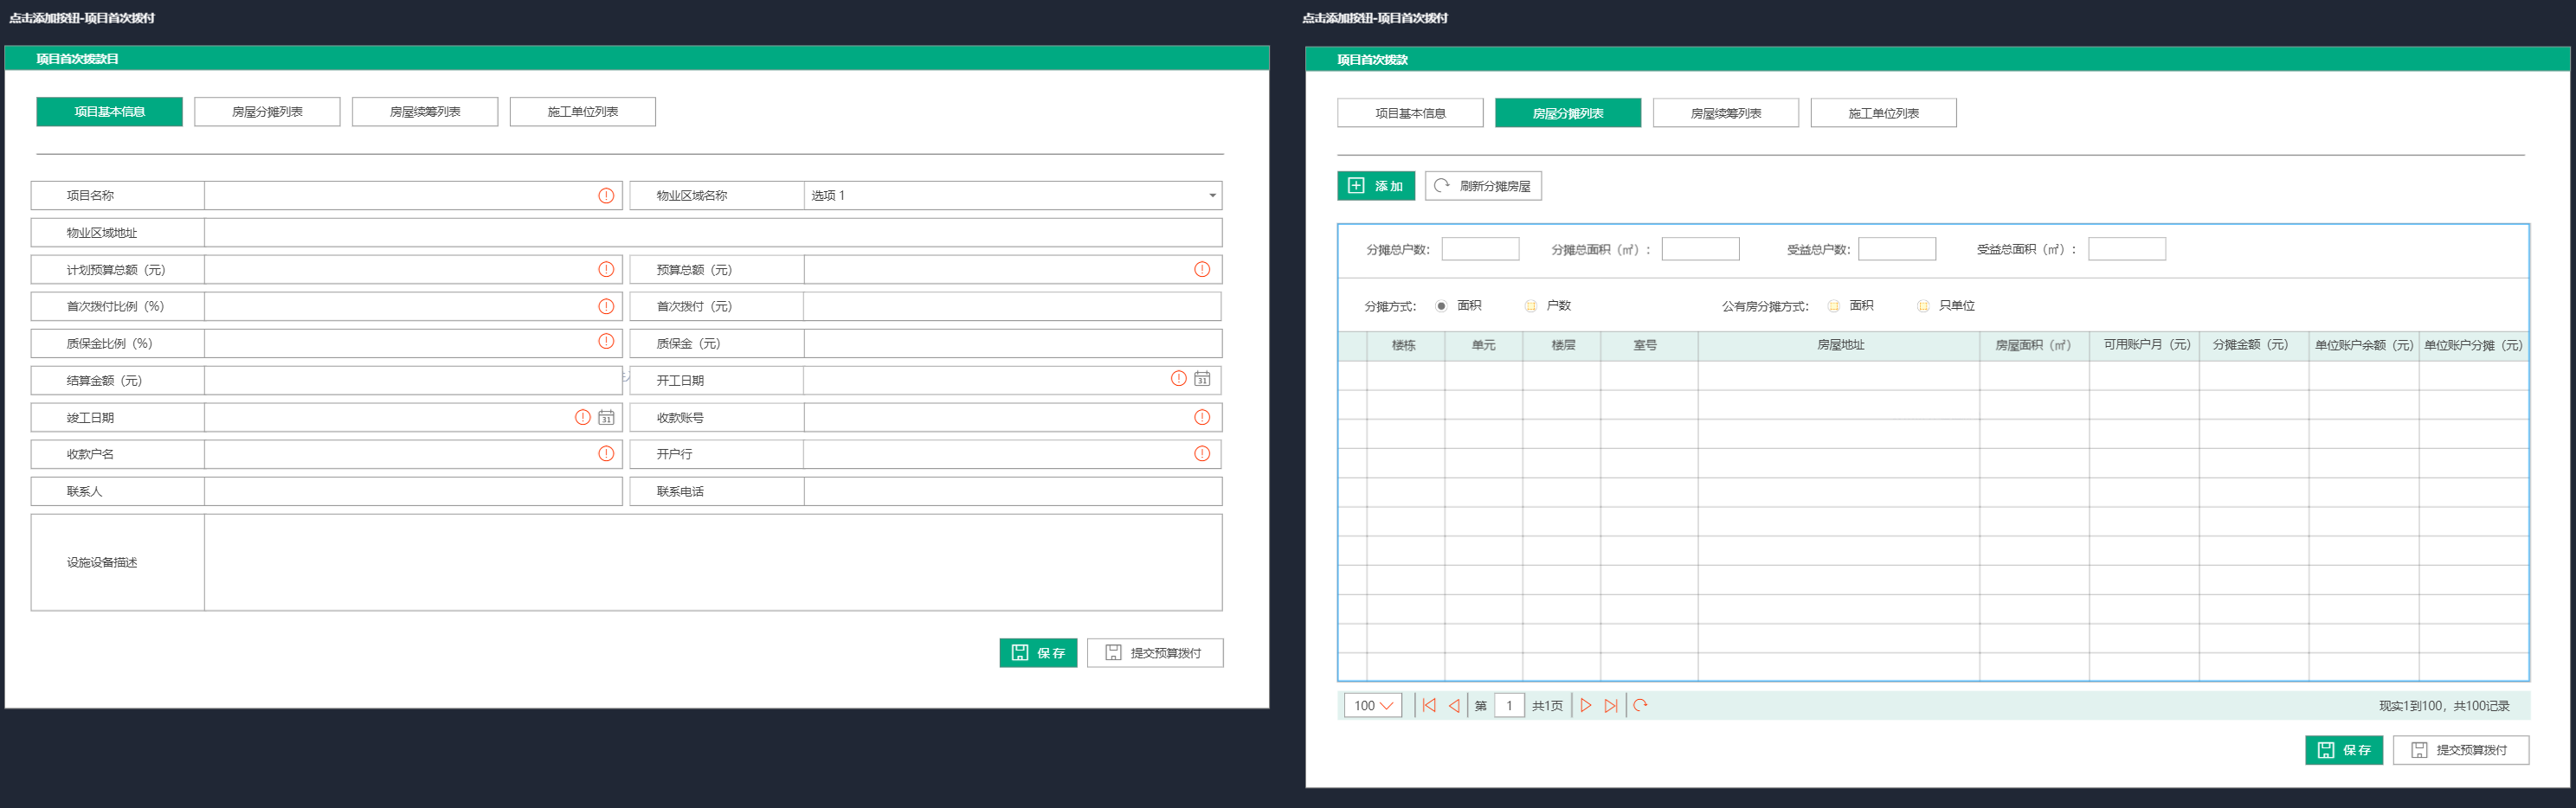 点击添加按钮-项目首次拨付
项目首次拨款目
项目基本信息 房屋分摊列表 房屋续筹列表 施工单位列表
项目名称 物业区域名称 选项 1
物业区域地址
计划预算总额（元） 预算总额（元）
首次拨付比例（%） 首次拨付（元）
质保金比例（%） 质保金（元）
结算金额（元） 开工日期 31
竣工日期 31 收款账号
收款户名 开户行
联系人 联系电话
设施设备描述
保存 提交预算拨付
点击添加按钮-项目首次拨付
项目首次拨款
项目基本信息 房屋分摊列表 房屋续筹列表 施工单位列表
添加 刷新分摊房屋
分摊总户数： 分摊总面积（㎡）： 受益总户数： 受益总面积（㎡）：
分摊方式： 面积 户数 公有房分摊方式： 面积 只单位
楼栋 单元 楼层 室号 房屋地址 房屋面积（㎡） 可用账户月（元） 分摊金额（元） 单位账户余额（元） 单位账户分摊（元）
100 第 1 共1页 现实1到100，共100记录
保存 提交预算拨付